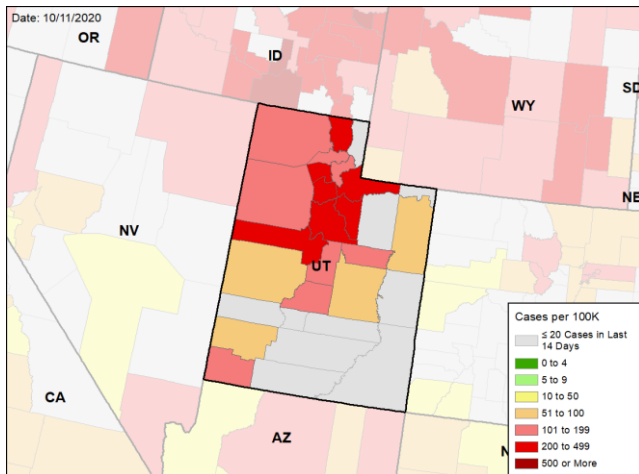 Date: 10/11/2020
OR
ID
WY
SD
NE
NV
UT
CA
AZ
N
Cases per 100K
≤ 20 Cases in Last
14 Days
0 to 4
5 to 9
10 to 50
51 to 100
101 to 199
200 to 499
500 or More